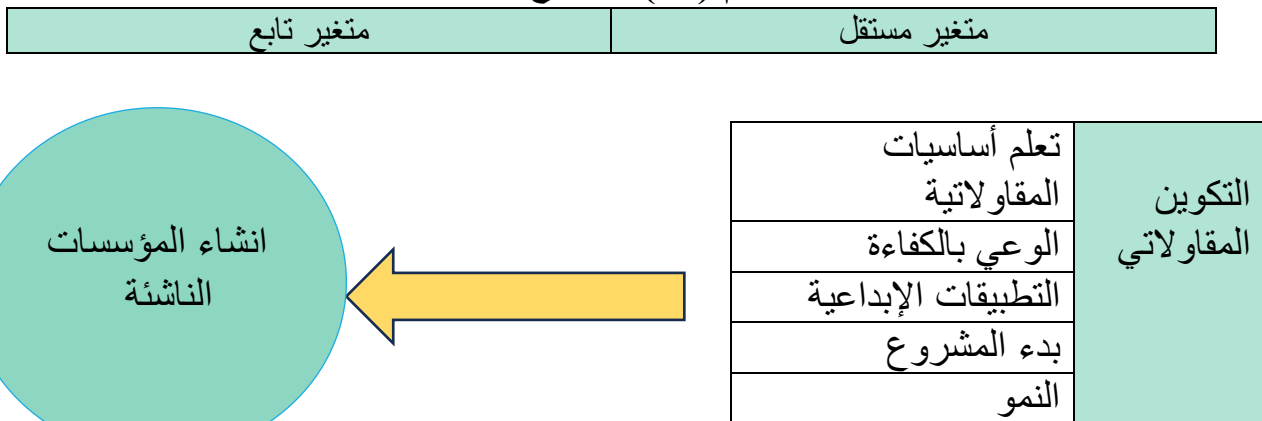 متغير مستقل
متغير تابع
التكوين
المقاولاتي
تعلم أساسيات
المقاولاتية
الوعي بالكفاءة
التطبيقات الإبداعية
بدء المشروع
النمو
انشاء المؤسسات
الناشئة